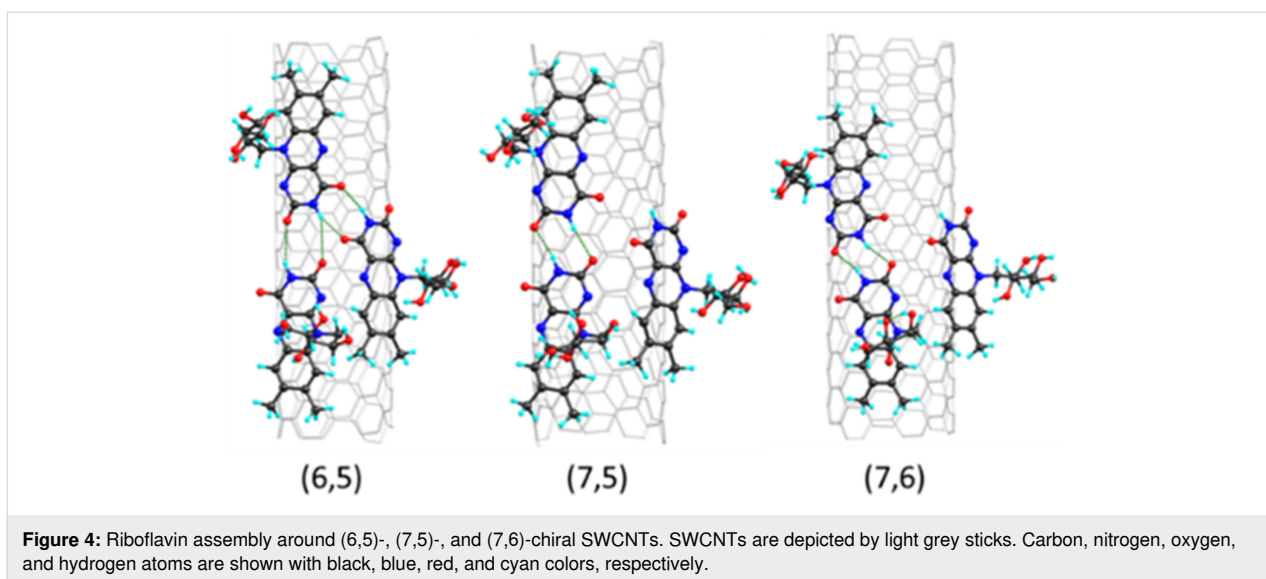 (6,5) (7,5) (7,6)
Figure 4: Riboflavin assembly around (6,5)-, (7,5)-, and (7,6)-chiral SWCNTs. SWCNTs are depicted by light grey sticks. Carbon, nitrogen, oxygen,
and hydrogen atoms are shown with black, blue, red, and cyan colors, respectively.